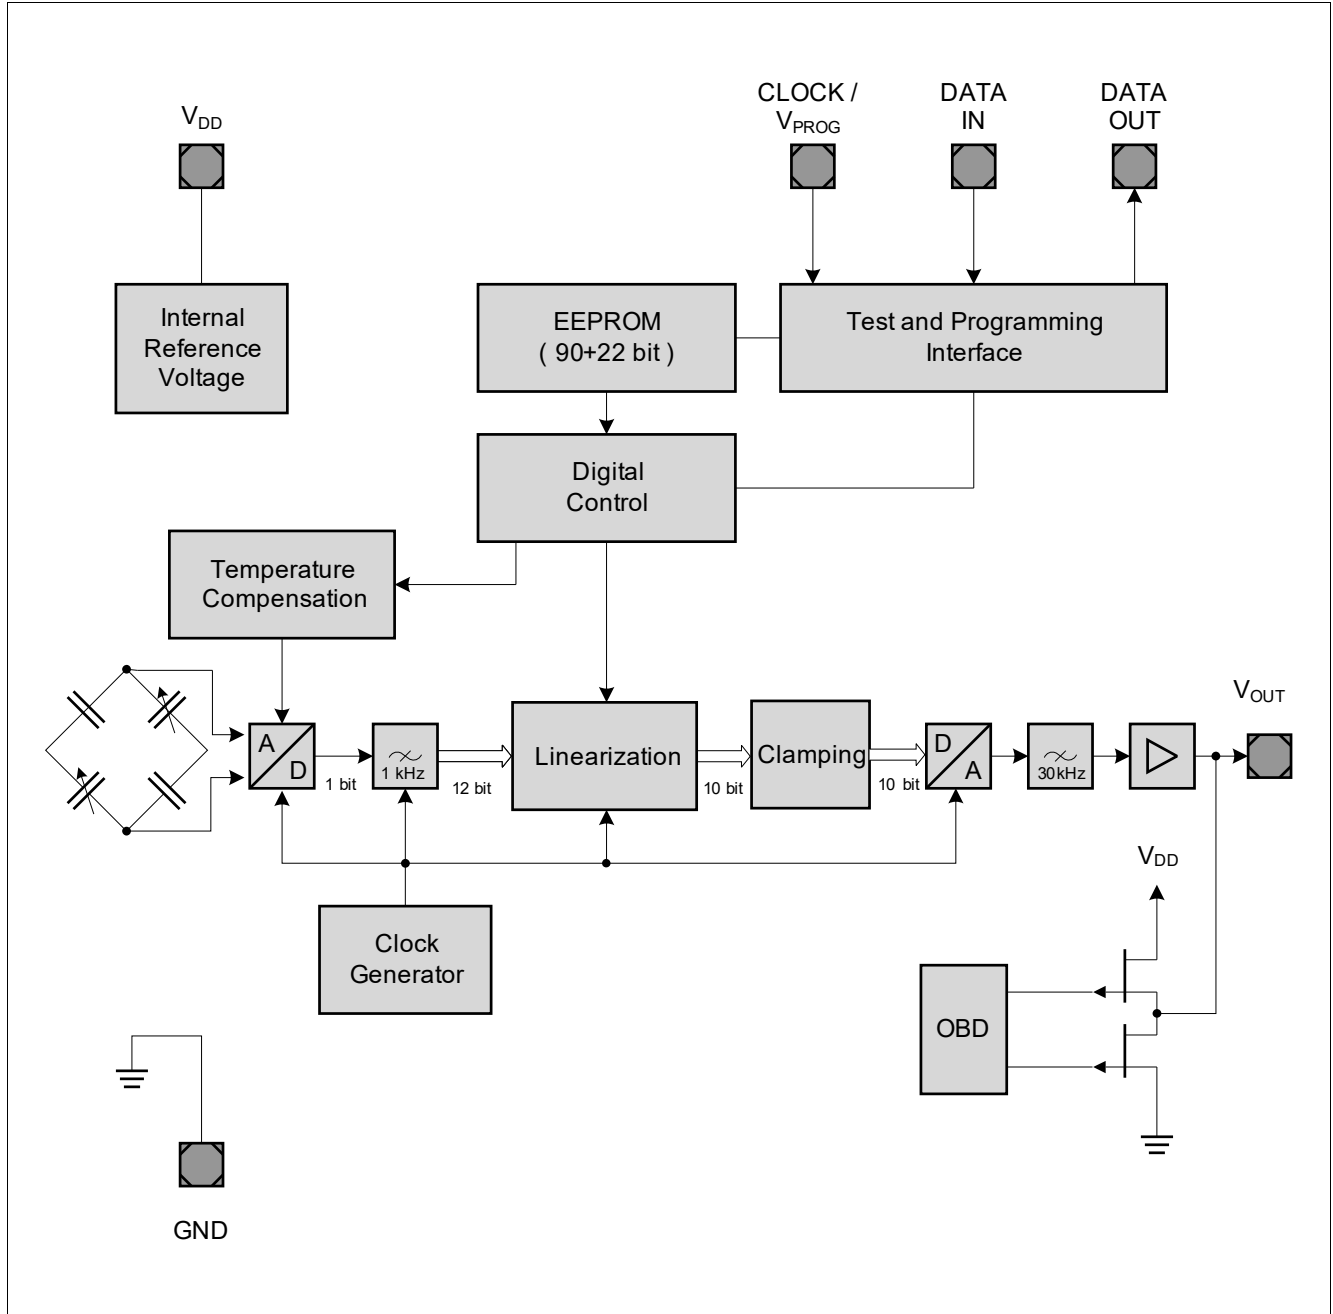 CLOCK /
VPROG
DATA
IN
DATA
OUT
VDD
Internal
Reference
Voltage
EEPROM
( 90+22 bit )
Test and Programming
Interface
Digital
Control
Temperature
Compensation
VOUT
A
D
1 bit
1 kHz
12 bit
Linearization
10 bit
Clamping
10 bit
D
A
30kHz
VDD
Clock
Generator
OBD
GND